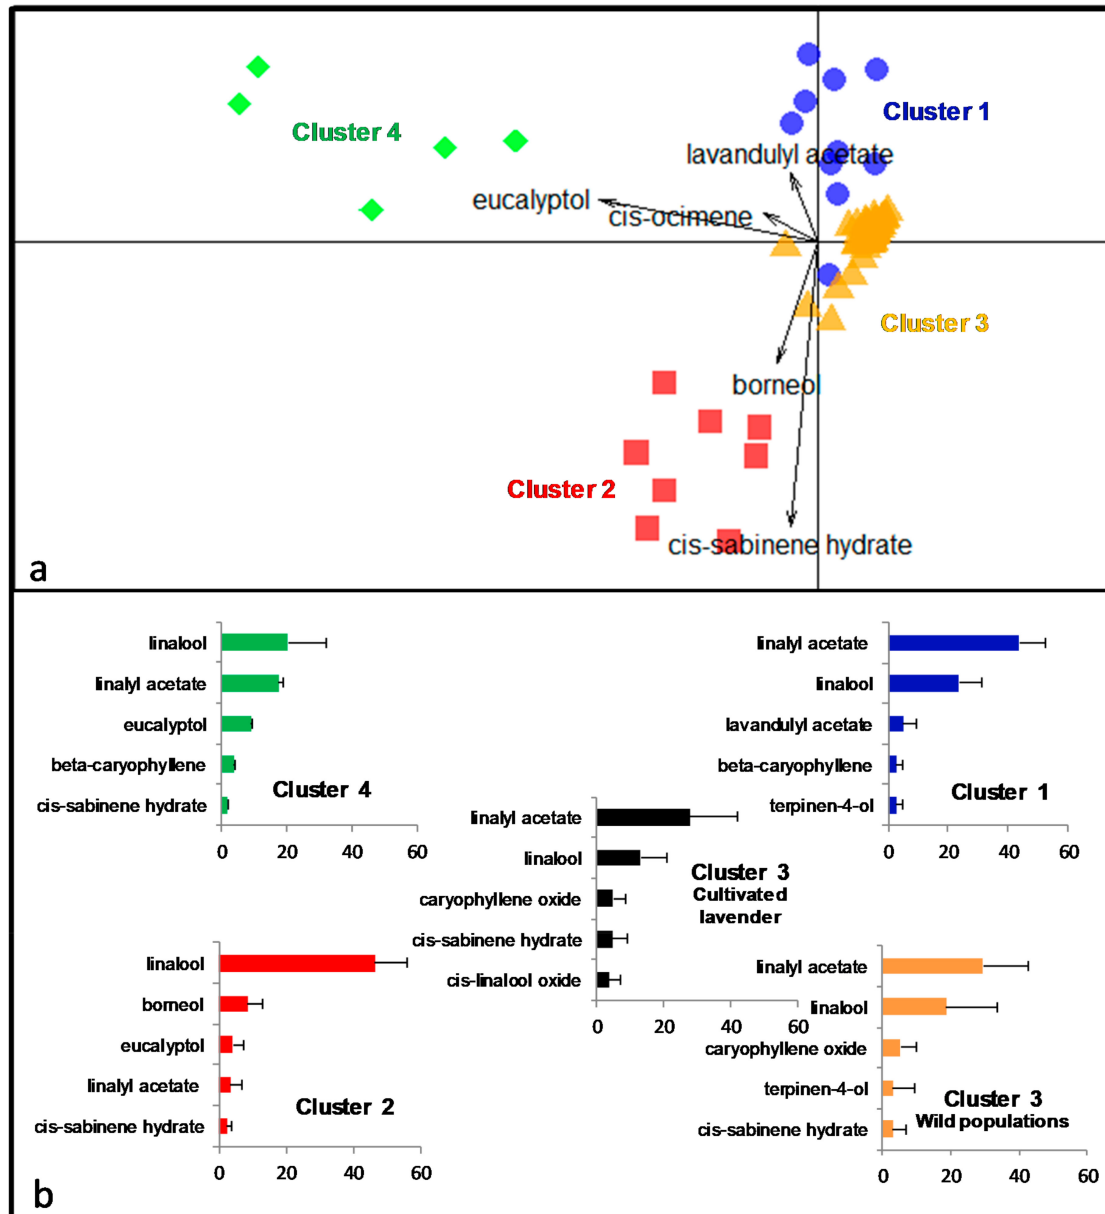 Cluster 4
Cluster 1
lavandulyl acetate
eucalyptol
cis-ocimene
Cluster 3
borneol
Cluster 2
cis-sabinene hydrate
a
linalool
linalyl acetate
eucalyptol
beta-caryophyllene
cis-sabinene hydrate
Cluster 4
0 20 40 60
linalyl acetate
linalool
lavandulyl acetate
beta-caryophyllene
terpinen-4-ol
Cluster 1
0 20 40 60
linalyl acetate
linalool
caryophyllene oxide
cis-sabinene hydrate
cis-linalool oxide
Cluster 3
Cultivated
lavender
0 20 40 60
linalool
borneol
eucalyptol
linalyl acetate
cis-sabinene hydrate
Cluster 2
0 20 40 60
linalyl acetate
linalool
caryophyllene oxide
terpinen-4-ol
cis-sabinene hydrate
Cluster 3
Wild populations
0 20 40 60
b